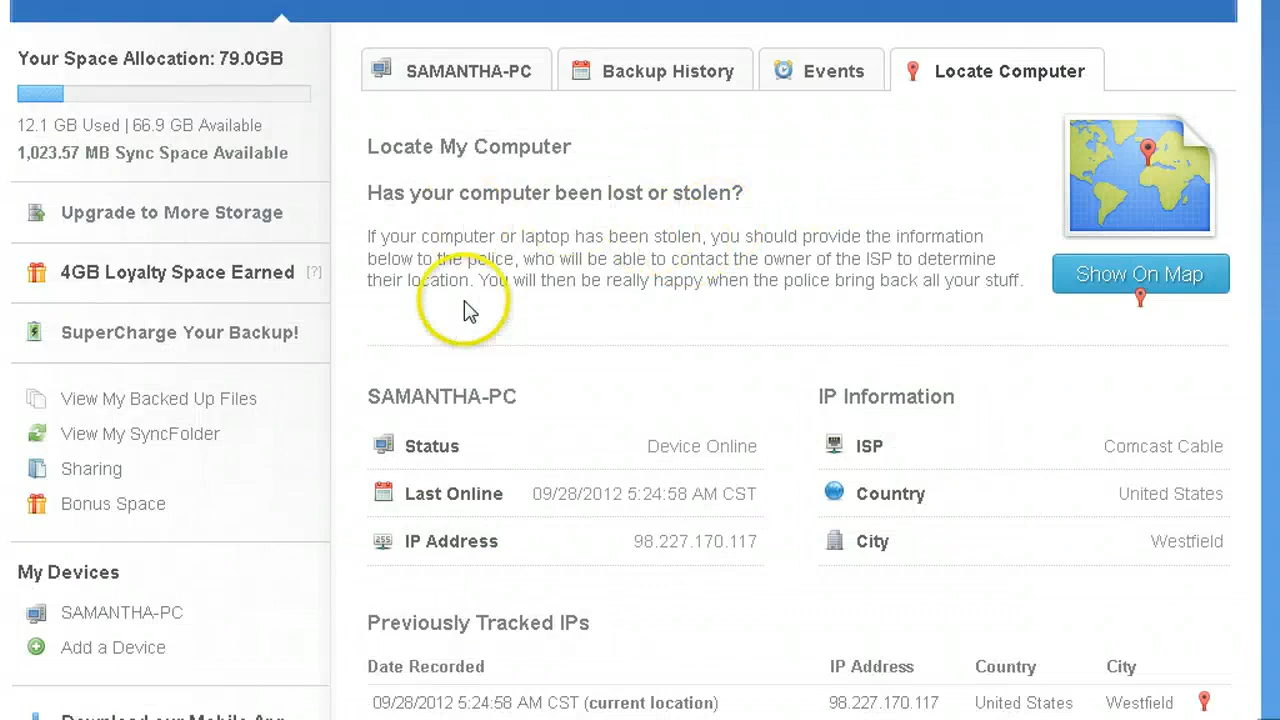 Your Space Allocation: 79.0GB
12.1 GB Used | 66.9 GB Available
1,023.57 MB Sync Space Available
Upgrade to More Storage
4GB Loyalty Space Earned [?]
SuperCharge Your Backup!
View My Backed Up Files
View My SyncFolder
Sharing
Bonus Space
My Devices
SAMANTHA-PC
Add a Device
Download our Mobile App
SAMANTHA-PC
Backup History
Events
Locate Computer
Locate My Computer
Has your computer been lost or stolen?
If your computer or laptop has been stolen, you should provide the information
below to the police, who will be able to contact the owner of the ISP to determine
their location. You will then be really happy when the police bring back all your stuff.
Show On Map
SAMANTHA-PC
Status Device Online
Last Online 09/28/2012 5:24:58 AM CST
IP Address 98.227.170.117
IP Information
ISP Comcast Cable
Country United States
City Westfield
Previously Tracked IPs
Date Recorded IP Address Country City
09/28/2012 5:24:58 AM CST (current location) 98.227.170.117 United States Westfield